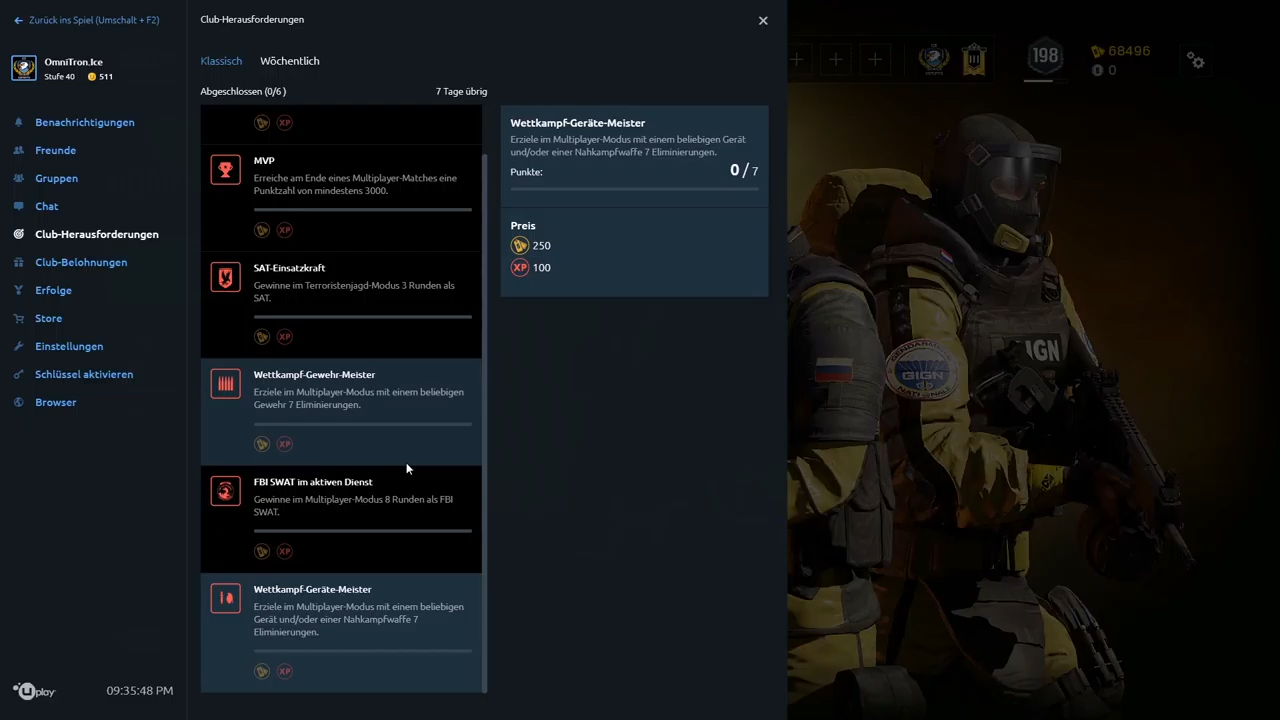 Zurück ins Spiel (Umschalt + F2)
OmniTron.Ice
Stufe 40 511
Benachrichtigungen
Freunde
Gruppen
Chat
Club-Herausforderungen
Club-Belohnungen
Erfolge
Store
Einstellungen
Schlüssel aktivieren
Browser
Uplay
09:35:48 PM
Club-Herausforderungen
Klassisch Wöchentlich
Abgeschlossen (0/6 ) 7 Tage übrig
XP
MVP
Erreiche am Ende eines Multiplayer-Matches eine
Punktzahl von mindestens 3000.
XP
SAT-Einsatzkraft
Gewinne im Terroristenjagd-Modus 3 Runden als
SAT.
XP
Wettkampf-Gewehr-Meister
Erziele im Multiplayer-Modus mit einem beliebigen
Gewehr 7 Eliminierungen.
XP
FBI SWAT im aktiven Dienst
Gewinne im Multiplayer-Modus 8 Runden als FBI
SWAT.
XP
Wettkampf-Geräte-Meister
Erziele im Multiplayer-Modus mit einem beliebigen
Gerät und/oder einer Nahkampfwaffe 7
Eliminierungen.
XP
Wettkampf-Geräte-Meister
Erziele im Multiplayer-Modus mit einem beliebigen Gerät
und/oder einer Nahkampfwaffe 7 Eliminierungen.
Punkte: 0 / 7
Preis
250
XP 100
198
68496
0
GIGN
GIGN